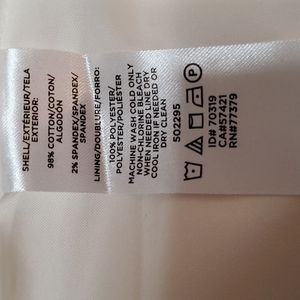 SHELL/EXTÉRIEUR/TELA
EXTERIOR:
98% COTTON/COTON/
ALGODÓN
2% SPANDEX/SPANDEX/
SPANDEX
LINING/DOUBLURE/FORRO:
100% POLYESTER/
POLYESTER/POLIÉSTER
MACHINE WASH COLD ONLY
NON-CHLORINE BLEACH
WHEN NEEDED LINE DRY
COOL IRON IF NEEDED OR
DRY CLEAN
502295
ID# 70319
CA#57421
RN#77379